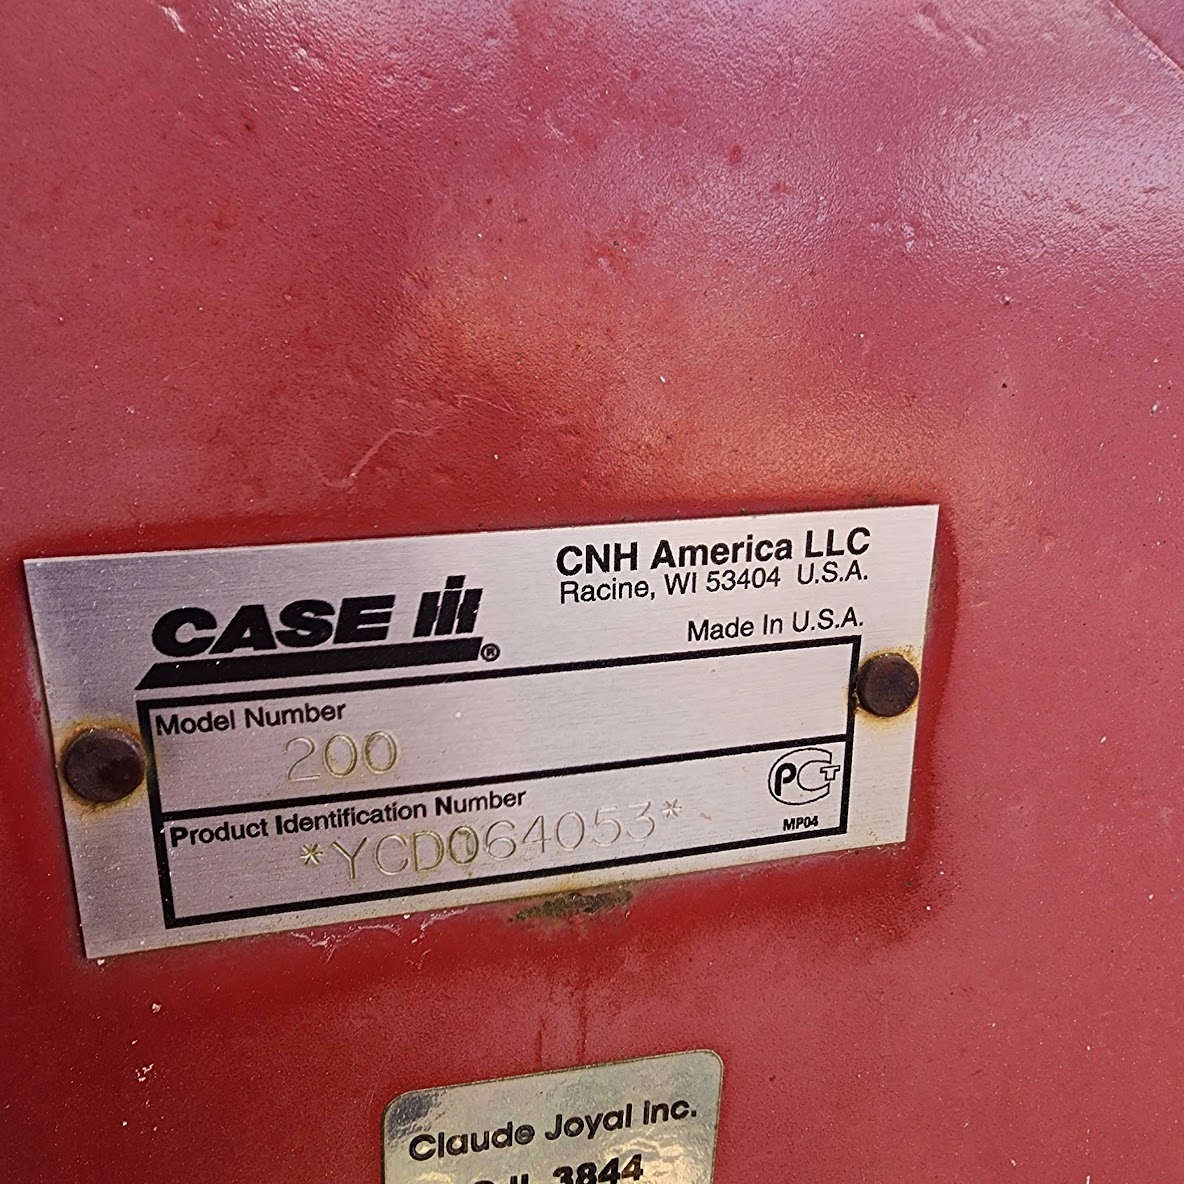 CNH America LLC
Racine, WI 53404 U.S.A.
Made In U.S.A.
CASE IH®
Model Number
200
Product Identification Number
*YCD064053*
PCT
MP04
Claude Joyal Inc.
3844